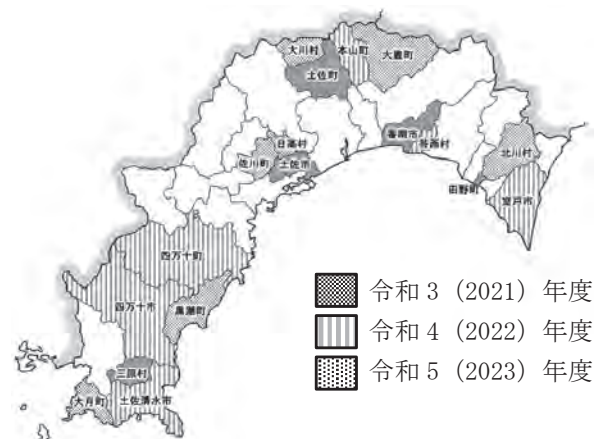 大川村
本山町
大豊町
土佐町
香南市
芸西村
日高村
佐川町
土佐市
北川村
田野町
室戸市
四万十町
四万十市
黒潮町
三原村
大月町
土佐清水市
令和3（2021）年度
令和4（2022）年度
令和5（2023）年度